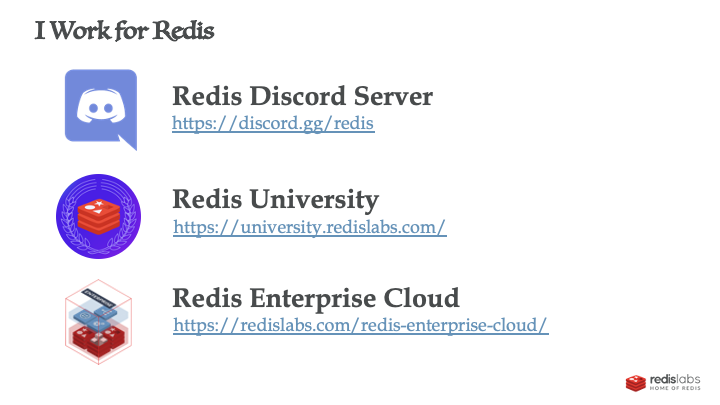 I Work for Redis
Redis Discord Server
https://discord.gg/redis
Redis University
https://university.redislabs.com/
ENTERPRISE
Redis Enterprise Cloud
https://redislabs.com/redis-enterprise-cloud/
redislabs
HOME OF REDIS